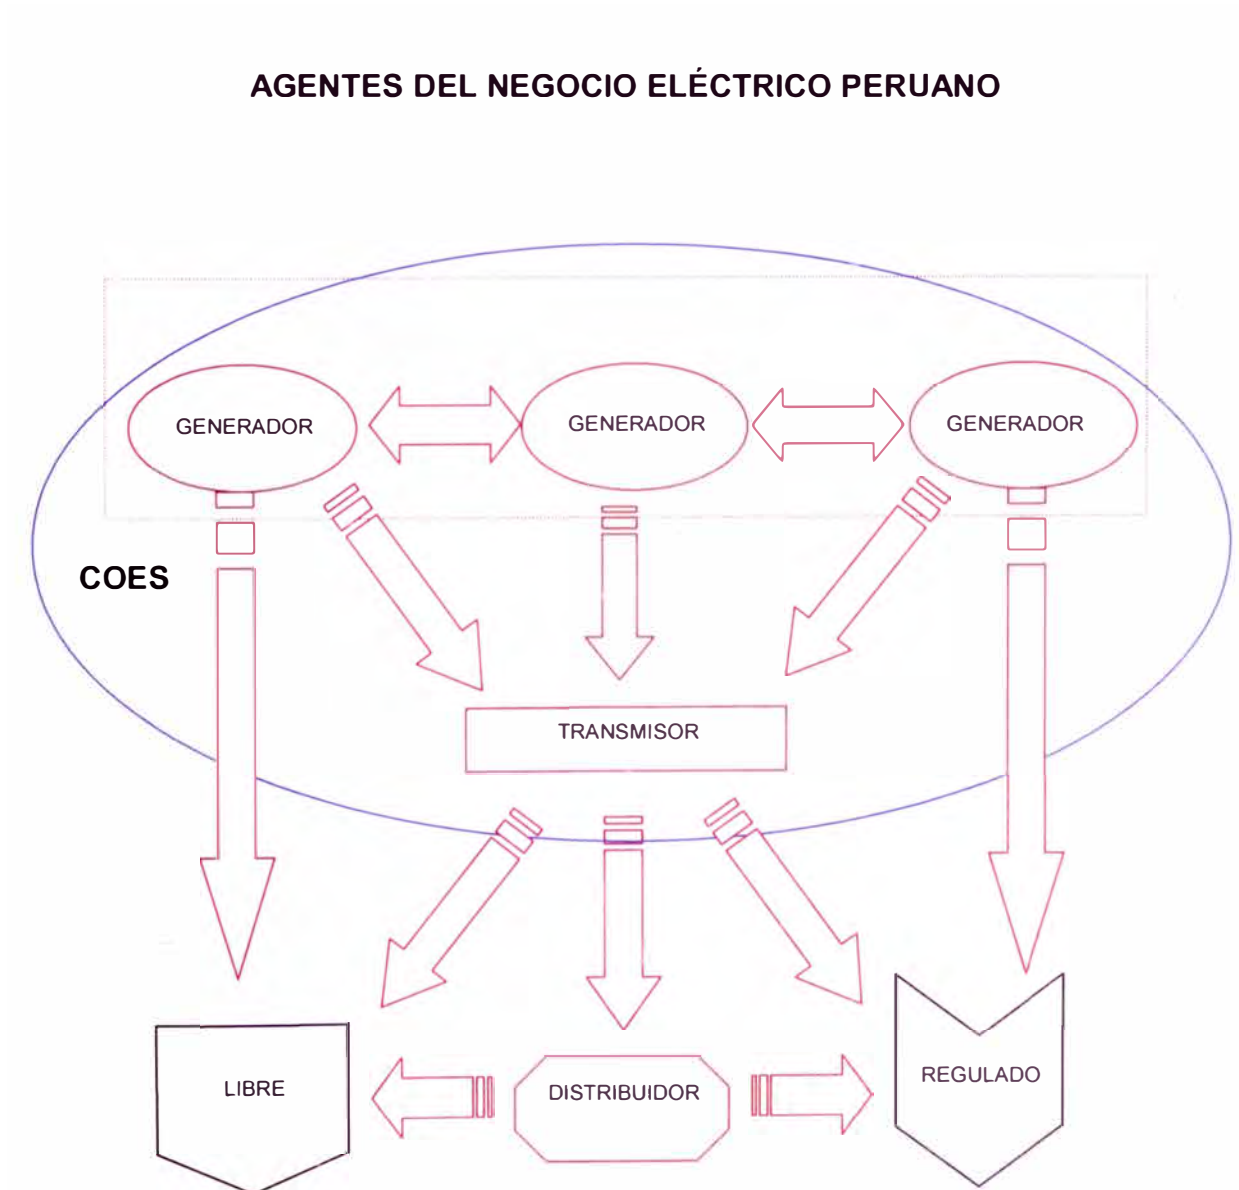 AGENTES DEL NEGOCIO ELÉCTRICO PERUANO
GENERADOR
GENERADOR
GENERADOR
COES
TRANSMISOR
LIBRE
DISTRIBUIDOR
REGULADO